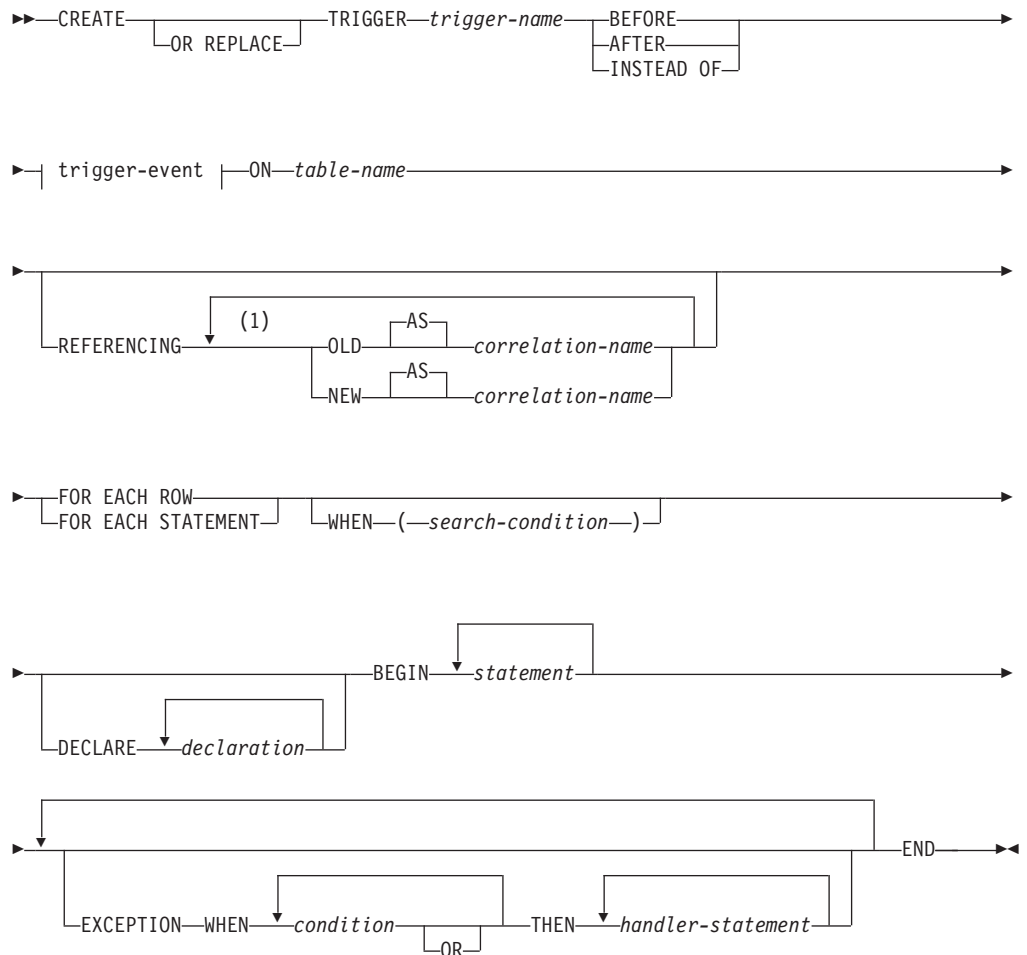 CREATE TRIGGER trigger-name BEFORE
OR REPLACE AFTER
INSTEAD OF
trigger-event ON table-name
(1) AS
REFERENCING OLD correlation-name
AS
NEW correlation-name
FOR EACH ROW
FOR EACH STATEMENT WHEN ( search-condition )
BEGIN statement
DECLARE declaration
END
EXCEPTION WHEN condition THEN handler-statement
OR